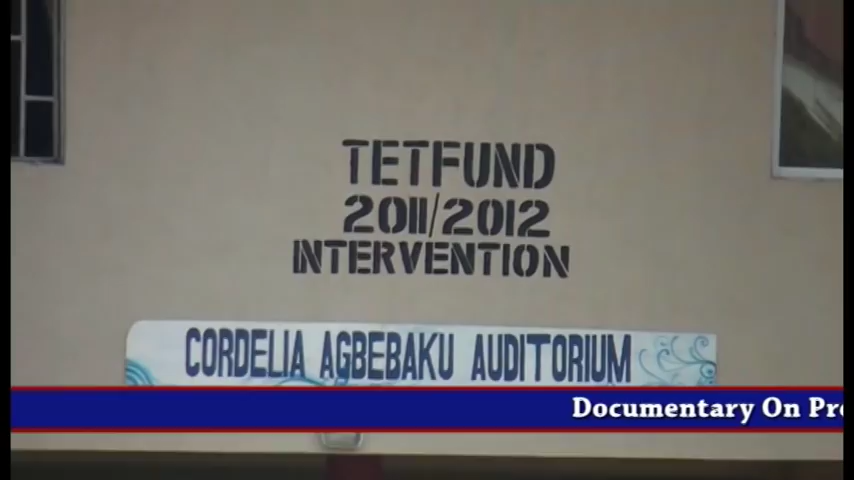 TETFUND
2011/2012
INTERVENTION
CORDELIA AGBEBAKU AUDITORIUM
Documentary On